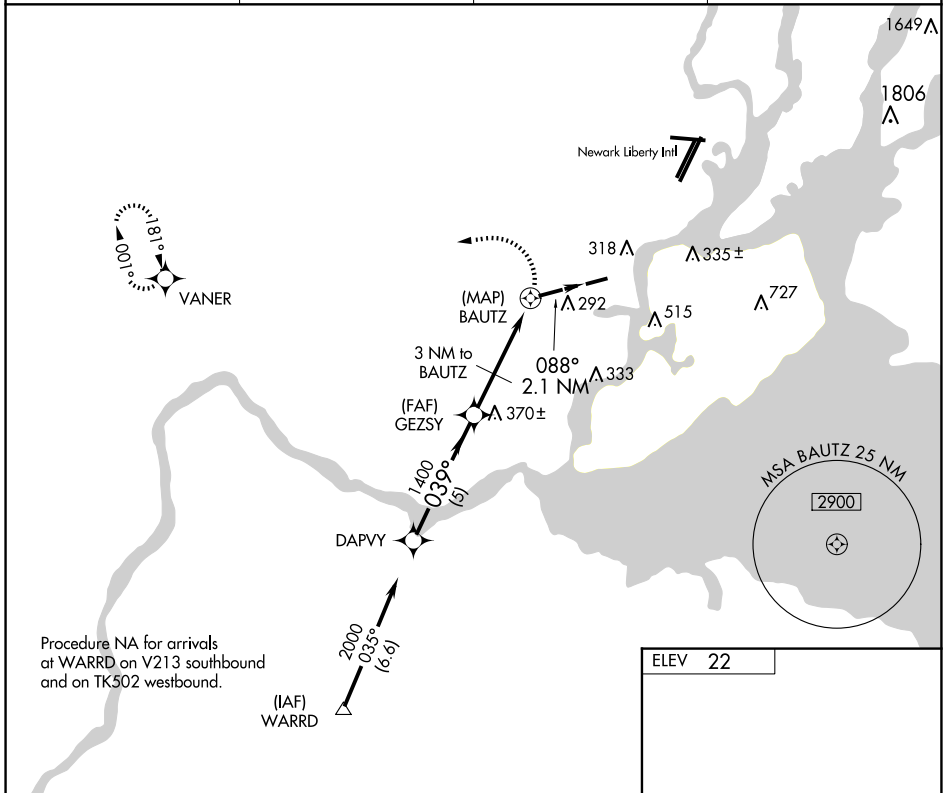 1649
1806
Newark Liberty Intl
181°
001°
VANER
318
335±
(MAP)
BAUTZ
292
727
515
3 NM to
BAUTZ
088°
2.1 NM
333
(FAF)
GEZSY
370±
MSA BAUTZ 25 NM
2900
1400
039°
(5)
DAPVY
Procedure NA for arrivals
at WARRD on V213 southbound
and on TK502 westbound.
2000
035°
(6.6)
(IAF)
WARRD
ELEV 22